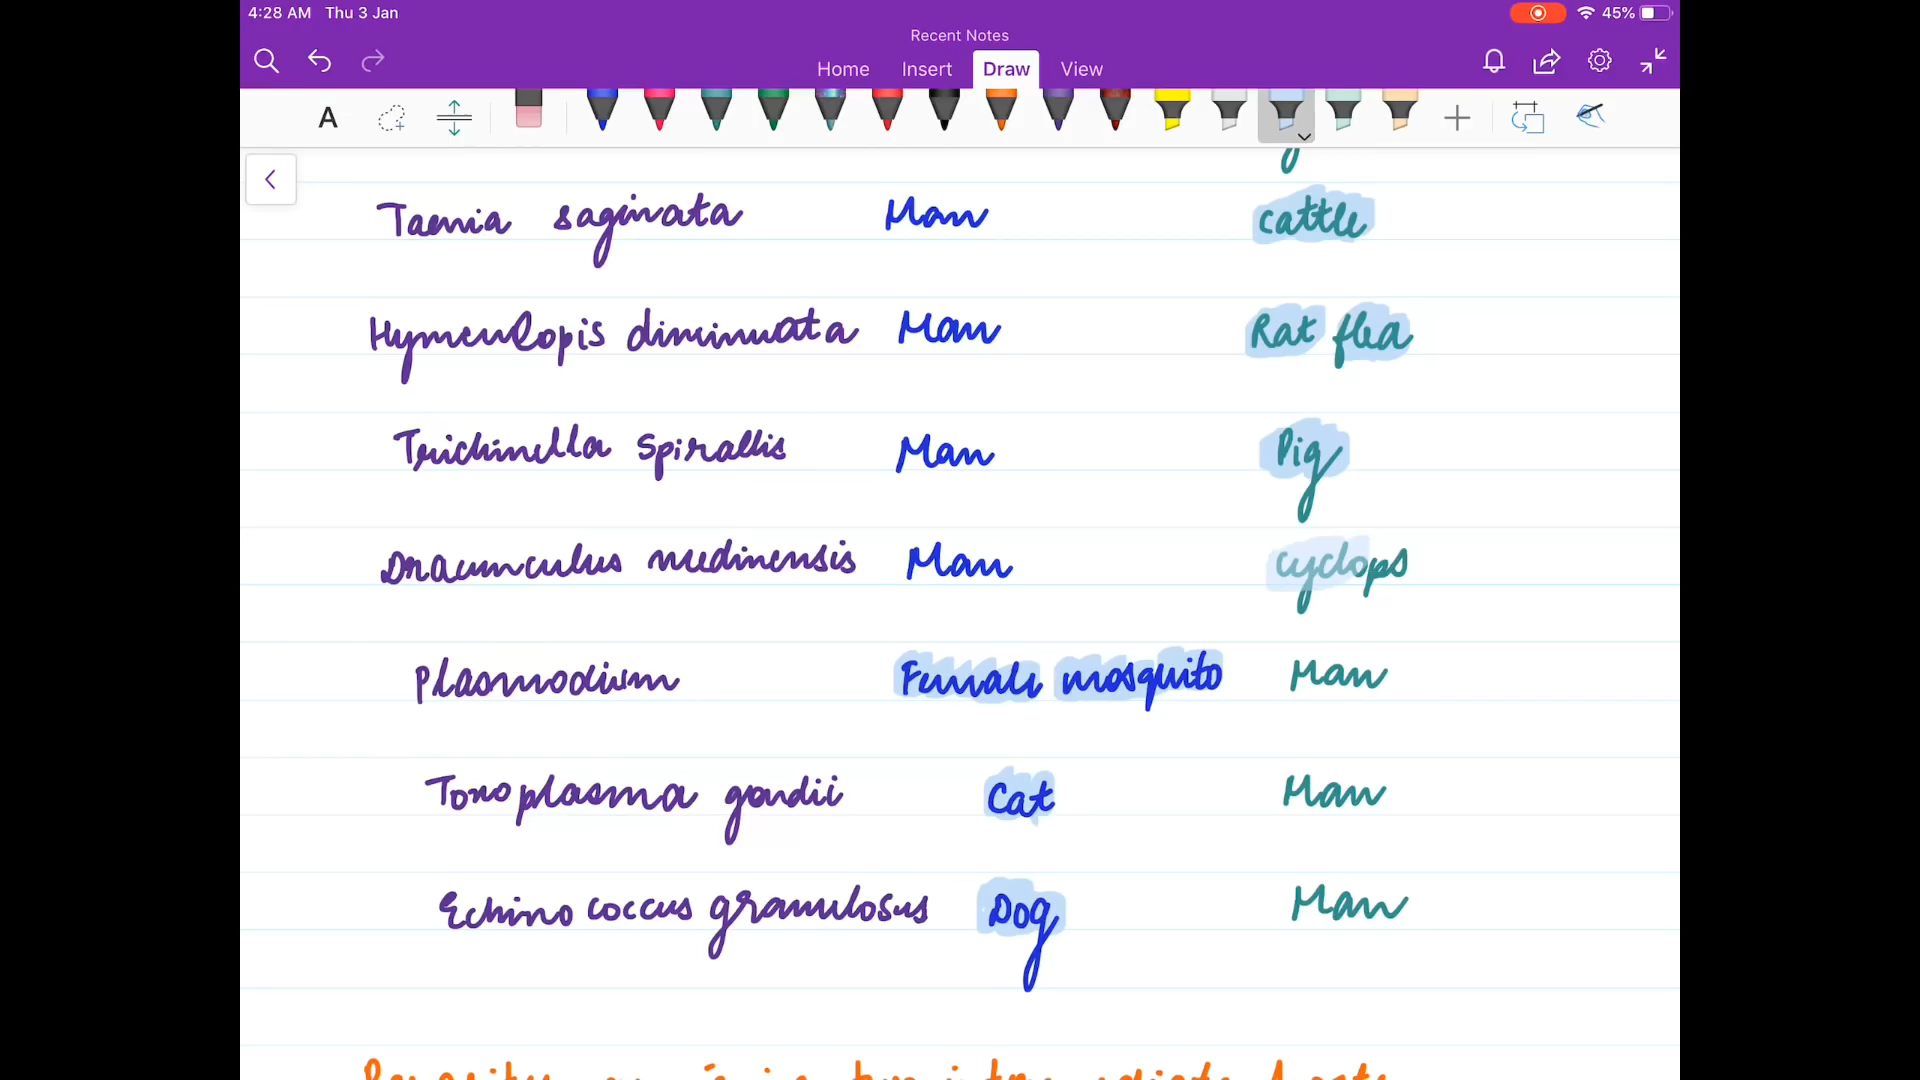 4:28 AM Thu 3 Jan 45%
Recent Notes
Home Insert Draw View
A
Taenia saginata Man cattle
Hymenolopis diminuata Man Rat flea
Trichinella Spirallis Man Pig
Dracunculus medinensis Man cyclops
Plasmodium Female mosquito Man
Toxoplasma gondii Cat Man
Echinococcus granulosus Dog Man